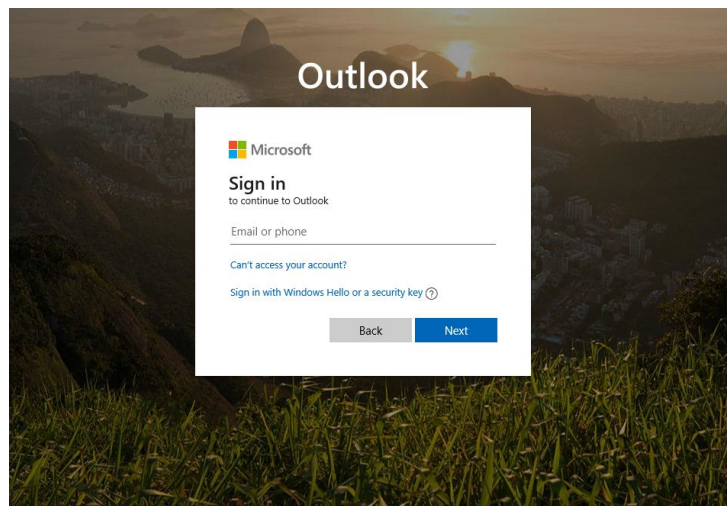 Outlook
Microsoft
Sign in
to continue to Outlook
Email or phone
Can't access your account?
Sign in with Windows Hello or a security key ?
Back Next